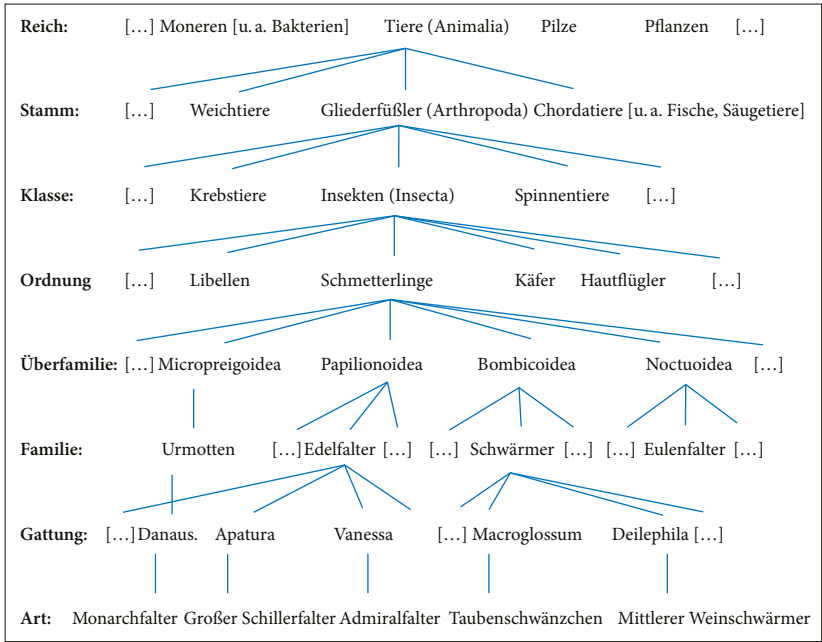 Reich: […] Moneren [u. a. Bakterien] Tiere (Animalia) Pilze Pflanzen […]
Stamm: […] Weichtiere Gliederfüßler (Arthropoda) Chordatiere [u. a. Fische, Säugetiere]
Klasse: […] Krebstiere Insekten (Insecta) Spinnentiere […]
Ordnung […] Libellen Schmetterlinge Käfer Hautflügler […]
Überfamilie: […] Micropreigoidea Papilionoidea Bombicoidea Noctuoidea […]
Familie: Urmotten […] Edelfalter […] […] Schwärmer […] […] Eulenfalter […]
Gattung: […] Danaus. Apatura Vanessa […] Macroglossum Deilephila […]
Art: Monarchfalter Großer Schillerfalter Admiralfalter Taubenschwänzchen Mittlerer Weinschwärmer